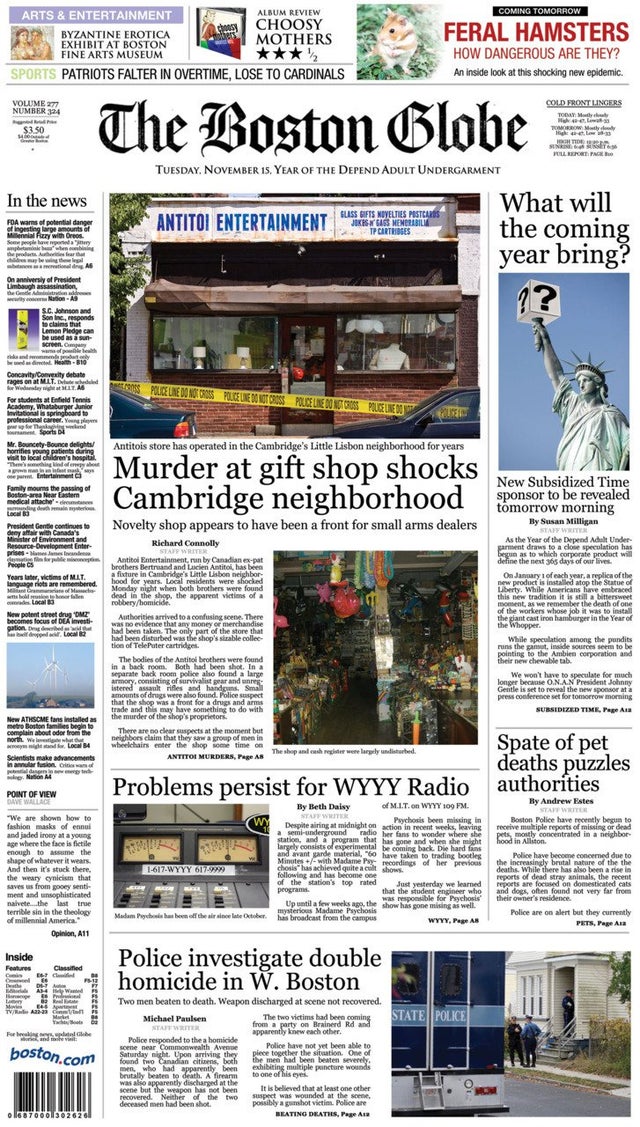 ARTS & ENTERTAINMENT
BYZANTINE EROTICA
EXHIBIT AT BOSTON
FINE ARTS MUSEUM
ALBUM REVIEW
CHOOSY
MOTHERS
★★★ ½
SPORTS PATRIOTS FALTER IN OVERTIME, LOSE TO CARDINALS
COMING TOMORROW
FERAL HAMSTERS
HOW DANGEROUS ARE THEY?
An inside look at this shocking new epidemic.
VOLUME 277
NUMBER 324
Suggested Retail Price
$3.50
The Boston Globe
TUESDAY, NOVEMBER 15, YEAR OF THE DEPEND ADULT UNDERGARMENT
COLD FRONT LINGERS
TODAY: Mostly cloudy
High: 42-47, Low28-33
TOMORROW: Mostly cloudy
High: 42-47, Low 28-33
HIGH TIDE: 12:20 p.m.
SUNRISE: 6:48 SUNSET 6:36
FULL REPORT: PAGE B10
In the news
FDA warns of potential danger
of ingesting large amounts of
Millennial Fizzy with Oreos.
Some people have reported a "jittery
amphetaminic buzz" when combining
the products. Authorities fear that
children may be using these legal
substances as a recreational drug. A6
On anniversiy of President
Limbaugh assassination,
the Gentle Administration addresses
security concerns Nation - A9
S.C. Johnson and
Son Inc., responds
to claims that
Lemon Pledge can
be used as a sun-
screen. Company
warns of possible health
risks and recommends product only
be used as directed. Health - B10
Concavity/Convexity debate
rages on at M.I.T. Debate scheduled
for Wednesday night at M.I.T. A6
For students at Enfield Tennis
Academy, Whataburger Junior
Invitational is springboard to
professional career. Young players
gear up for Thanksgiving weekend
tournament. Sports D4
Mr. Bouncety-Bounce delights/
horrifies young patients during
visit to local children's hospital.
"There's something kind of creepy about
a grown man in an infant mask," says
one parent. Entertainment C3
Family mourns the passing of
Boston-area Near Eastern
medical attache' - circumstances
surrounding death remain mysterious.
Local B3
President Gentle continues to
deny affair with Canada's
Minister of Environment and
Resource-Development Enter-
prises - blames James Incandenza
claymation film for public misconception.
People C5
Years later, victims of M.I.T.
language riots are remembered.
Militant Grammarians of Massachu-
setts hold reunion to honor fallen
comrades. Local B3
New potent street drug 'DMZ'
becomes focus of DEA investi-
gation. Drug described as 'acid that
has itself dropped acid'. Local B2
New ATHSCME fans installed as
metro Boston families begin to
complain about odor from the
north. We investigate what that
acronym might stand for. Local B4
Scientists make advancements
in annular fusion. Critics warn of
potential dangers in new energy tech-
nology. Nation A4
POINT OF VIEW
DAVE WALLACE
"We are shown how to
fashion masks of ennui
and jaded irony at a young
age where the face is fictile
enough to assume the
shape of whatever it wears.
And then it's stuck there,
the weary cynicism that
saves us from gooey senti-
ment and unsophisticated
naivete....the last true
terrible sin in the theology
of millennial America."
Opinion, A11
Inside
Features
Comics E6-7
Crossword E6
Deaths D5-7
Editorials A3-4
Horoscope E8
Lottery B2
Movies E4-5
TV/Radio A22-23
Classified
Classified B8
F5-12
Autos F7
Help Wanted F5
Professional F5
Real Estate F5
Apartment F5
Comm'l/Ind'l F5
Market B8
Yachts/Boats D2
For breaking news, updated Globe
stories, and more visit:
boston.com
0 687000 302626
ANTITOI ENTERTAINMENT
GLASS GIFTS NOVELTIES POSTCARDS
JOKES-N'GAGS MEMORABILIA
TP CARTRIDGES
POLICE LINE DO NOT CROSS POLICE LINE DO NOT CROSS POLICE LINE DO NOT CROSS POLICE LINE DO NOT
Antitois store has operated in the Cambridge's Little Lisbon neighborhood for years
Murder at gift shop shocks
Cambridge neighborhood
Novelty shop appears to have been a front for small arms dealers
Richard Connolly
STAFF WRITER
Antitoi Entertainment, run by Canadian ex-pat
brothers Bertruand and Lucien Antitoi, has been
a fixture in Cambridge's Little Lisbon neighbor-
hood for years. Local residents were shocked
Monday night when both brothers were found
dead in the shop, the apparent victims of a
robbery/homicide.
Authorities arrived to a confusing scene. There
was no evidence that any money or merchandise
had been taken. The only part of the store that
had been disturbed was the shop's sizable collec-
tion of TelePuter cartridges.
The bodies of the Antitoi brothers were found
in a back room. Both had been shot. In a
separate back room police also found a large
armory, consisting of survivalist gear and unreg-
istered assault rifles and handguns. Small
amounts of drugs were also found. Police suspect
that the shop was a front for a drugs and arms
trade and this may have something to do with
the murder of the shop's proprietors.
There are no clear suspects at the moment but
neighbors claim that they saw a group of men in
wheelchairs enter the shop some time on
ANTITOI MURDERS, Page A8
The shop and cash register were largely undisturbed.
What will
the coming
year bring?
? ?
New Subsidized Time
sponsor to be revealed
tomorrow morning
By Susan Milligan
STAFF WRITER
As the Year of the Depend Adult Under-
garment draws to a close speculation has
begun as to which corporate product will
define the next 365 days of our lives.
On January 1 of each year, a replica of the
new product is installed atop the Statue of
Liberty. While Americans have embraced
this new tradition it is still a bittersweet
moment, as we remember the death of one
of the workers whose job it was to install
the giant cast iron hamburger in the Year of
the Whopper.
While speculation among the pundits
runs the gamut, inside sources seem to be
pointing to the Ambien corporation and
their new chewable tab.
We won't have to speculate for much
longer because O.N.A.N President Johnny
Gentle is set to reveal the new sponsor at a
press conference set for tomorrow morning
SUBSIDIZED TIME, Page A12
Problems persist for WYYY Radio
WY
1-617-WYYY 617-9999
Madam Psychosis has been off the air since late October.
By Beth Daisy
STAFF WRITER
Despite airing at midnight on
a semi-underground radio
station, and a program that
largely consists of experimental
and avant garde material, "60
Minutes +/- with Madame Psy-
chosis" has achieved quite a cult
following and has become one
of the station's top rated
programs.
Up until a few weeks ago, the
mysterious Madame Psychosis
has broadcast from the campus
of M.I.T. on WYYY 109 FM.
Psychosis been missing in
action in recent weeks, leaving
her fans to wonder where she
has gone and when she might
be coming back. Die hard fans
have taken to trading bootleg
recordings of her previous
shows.
Just yesterday we learned
that the student engineer who
was responsible for Psychosis'
show has gone missing as well.
WYYY, Page A8
Spate of pet
deaths puzzles
authorities
By Andrew Estes
STAFF WRITER
Boston Police have recently begun to
receive multiple reports of missing or dead
pets, mostly concentrated in a neighbor-
hood in Allston.
Police have become concerned due to
the increasingly brutal nature of the the
deaths. While there has also been a rise in
reports of dead stray animals, the recent
reports are focused on domesticated cats
and dogs, often found not very far from
their owner's residence.
Police are on alert but they currently
PETS, Page A12
Police investigate double
homicide in W. Boston
Two men beaten to death. Weapon discharged at scene not recovered.
Michael Paulsen
STAFF WRITER
Police responded to a homicide
scene near Commonwealth Avenue
Saturday night. Upon arriving they
found two Canadian citizens, both
men, who had apparently been
brutally beaten to death. A firearm
was also apparently discharged at the
scene but the weapon has not been
recovered. Neither of the two
deceased men had been shot.
The two victims had been coming
from a party on Brainerd Rd and
apparently knew each other.
Police have not yet been able to
piece together the situation. One of
the men had been beaten severely,
exhibiting multiple puncture wounds
to one of his eyes.
It is believed that at least one other
suspect was wounded at the scene,
possibly a gunshot victim. Police are
BEATING DEATHS, Page A12
STATE POLICE